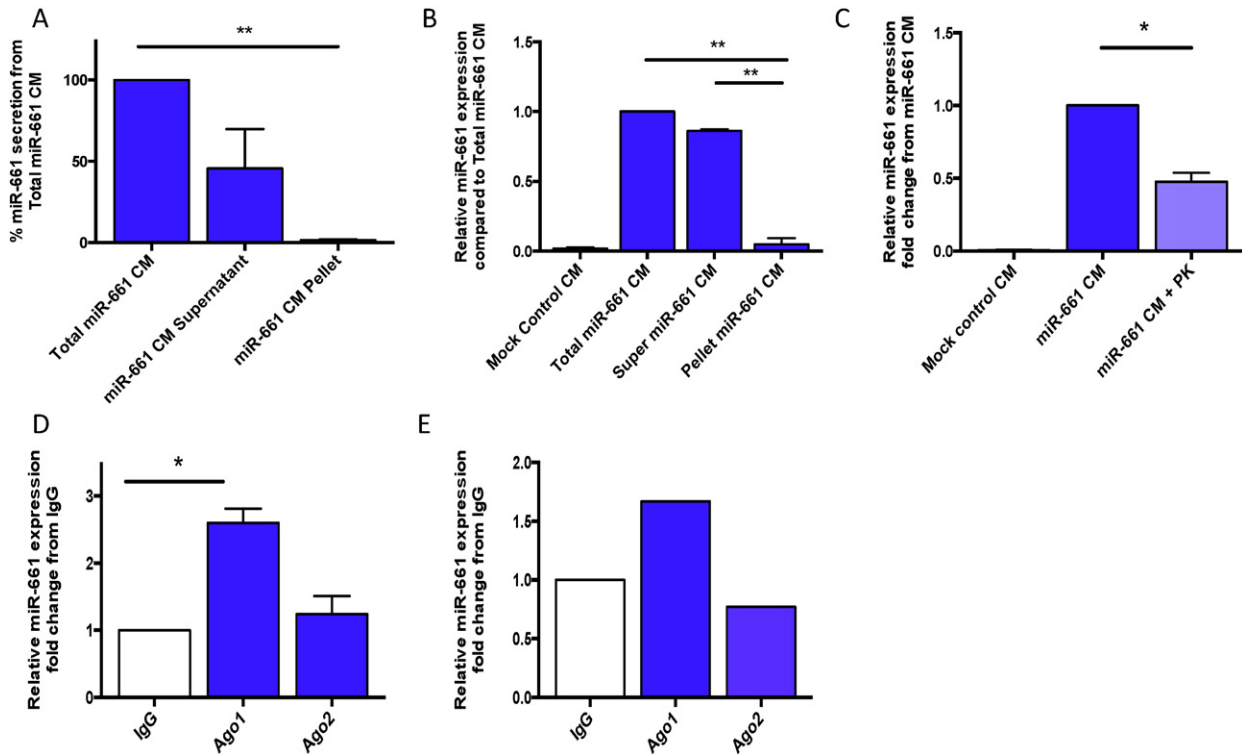 A
% miR-661 secretion from
Total miR-661 CM
100
50
0
**
Total miR-661 CM
miR-661 CM Supernatant
miR-661 CM Pellet
B
Relative miR-661 expression
compared to Total miR-661 CM
1.5
1.0
0.5
0.0
**
**
Mock Control CM
Total miR-661 CM
Super miR-661 CM
Pellet miR-661 CM
C
Relative miR-661 expression
fold change from miR-661 CM
1.5
1.0
0.5
0.0
*
Mock control CM
miR-661 CM
miR-661 CM + PK
D
Relative miR-661 expression
fold change from IgG
3
2
1
0
*
IgG
Ago1
Ago2
E
Relative miR-661 expression
fold change from IgG
2.0
1.5
1.0
0.5
0.0
IgG
Ago1
Ago2